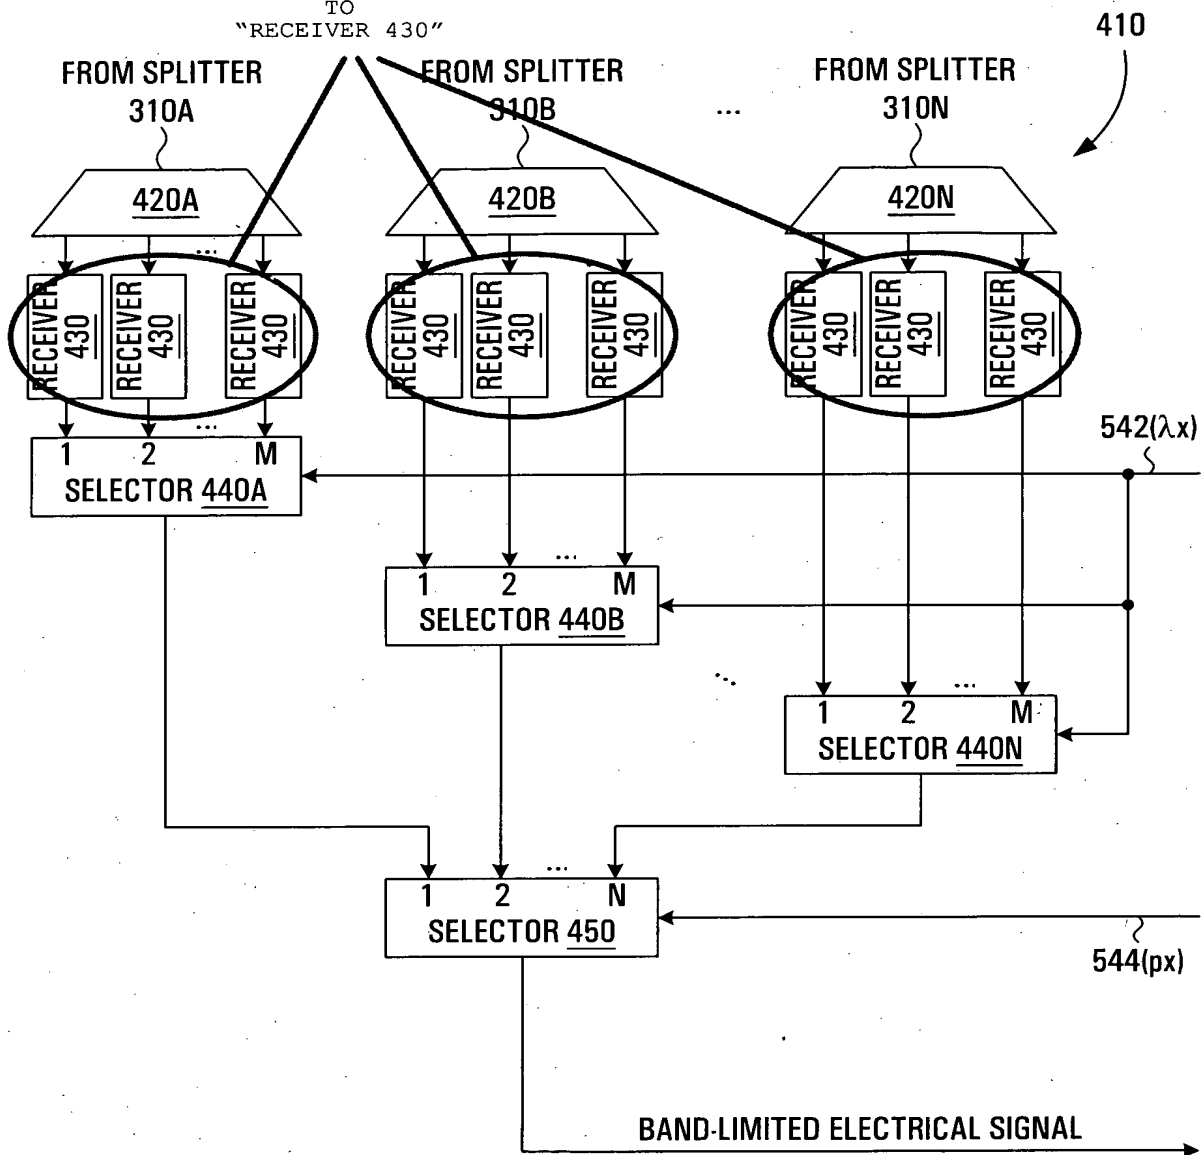 TO
“RECEIVER 430”
410
FROM SPLITTER
310A
FROM SPLITTER
310B
...
FROM SPLITTER
310N
420A
420B
420N
...
RECEIVER 430
RECEIVER 430
RECEIVER 430
RECEIVER 430
RECEIVER 430
RECEIVER 430
RECEIVER 430
RECEIVER 430
RECEIVER 430
...
542(λx)
1 2 M
SELECTOR 440A
...
1 2 M
SELECTOR 440B
...
...
1 2 M
SELECTOR 440N
...
1 2 N
SELECTOR 450
544(px)
BAND-LIMITED ELECTRICAL SIGNAL